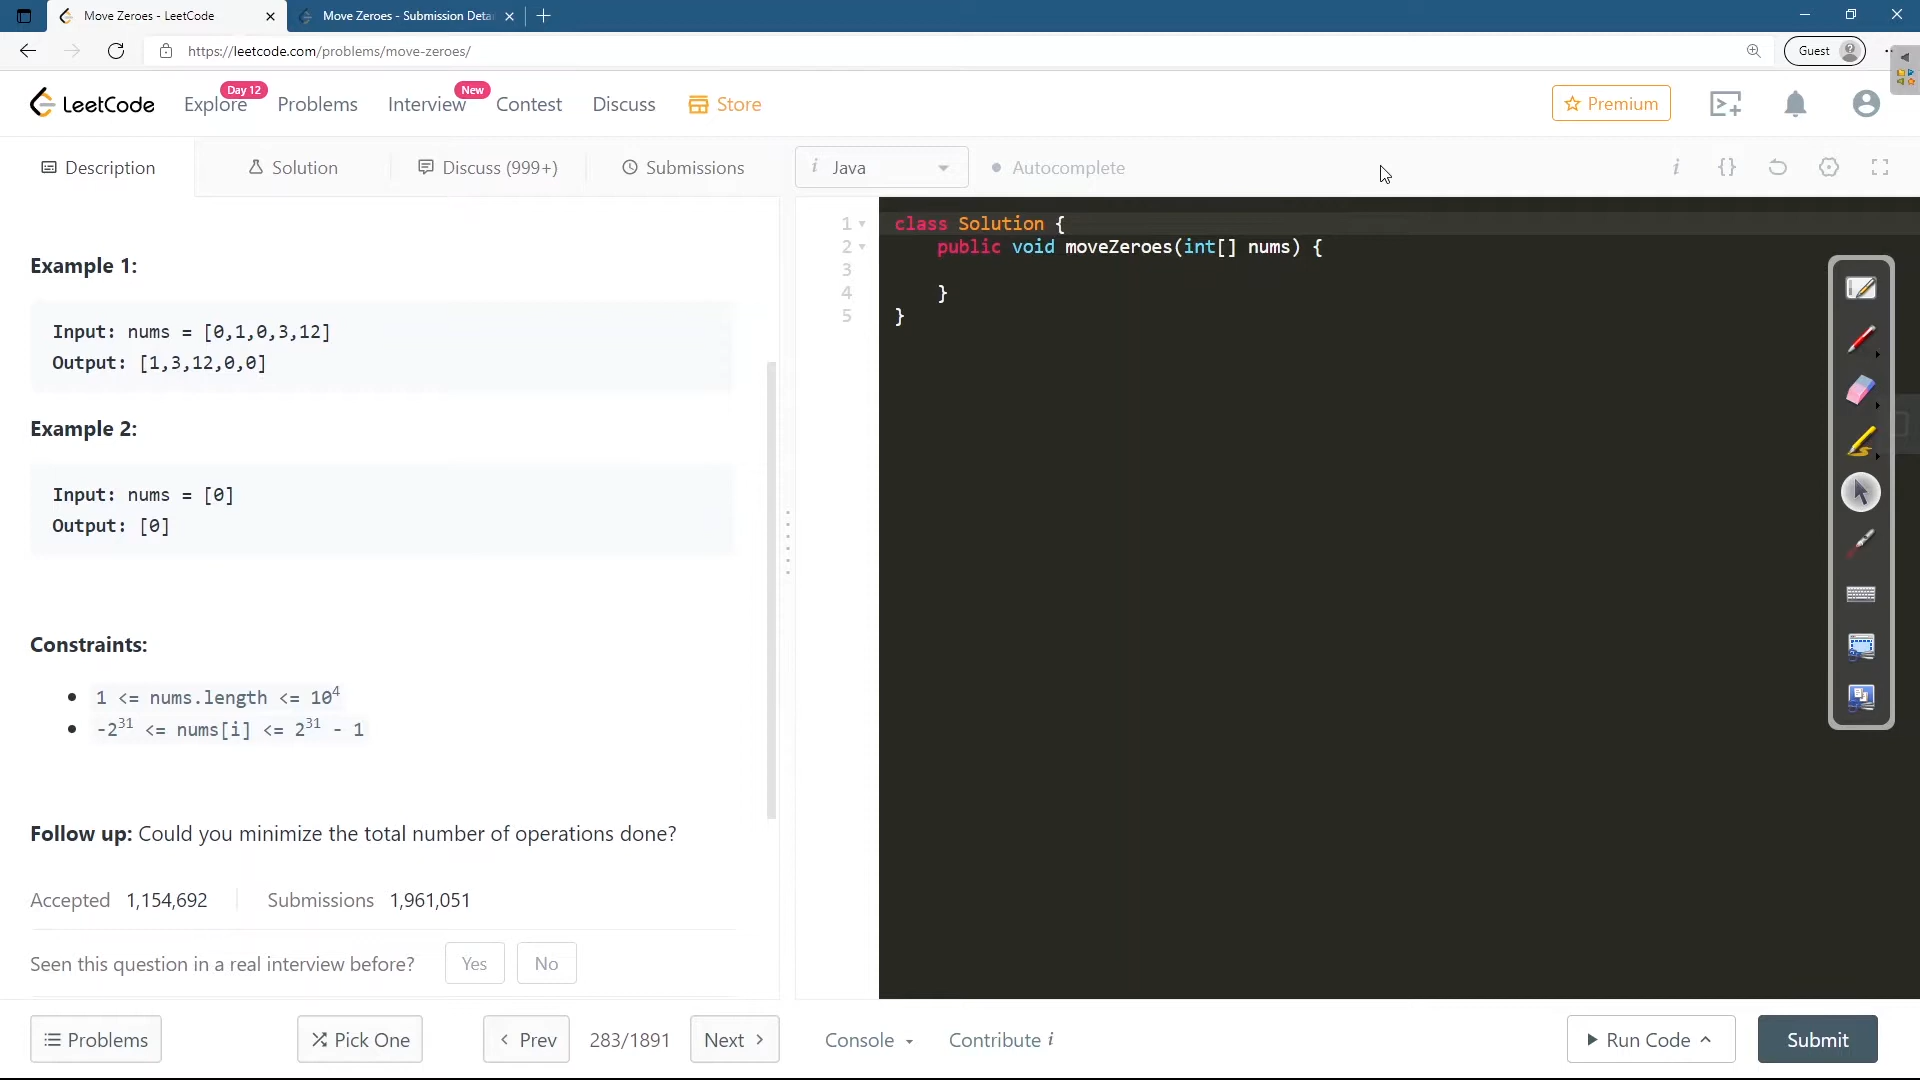 Move Zeroes - LeetCode
Move Zeroes - Submission Deta
https://leetcode.com/problems/move-zeroes/
Guest
LeetCode
Explore
Day 12
Problems
Interview
New
Contest
Discuss
Store
Premium
Description
Solution
Discuss (999+)
Submissions
i Java
Autocomplete
i
{}
Example 1:
Input: nums = [0,1,0,3,12]
Output: [1,3,12,0,0]
Example 2:
Input: nums = [0]
Output: [0]
Constraints:
1 <= nums.length <= 10⁴
-2³¹ <= nums[i] <= 2³¹ - 1
Follow up: Could you minimize the total number of operations done?
Accepted 1,154,692 Submissions 1,961,051
Seen this question in a real interview before? Yes No
1 class Solution {
2 public void moveZeroes(int[] nums) {
3
4 }
5 }
Problems
Pick One
Prev
283/1891
Next
Console
Contribute i
Run Code
Submit